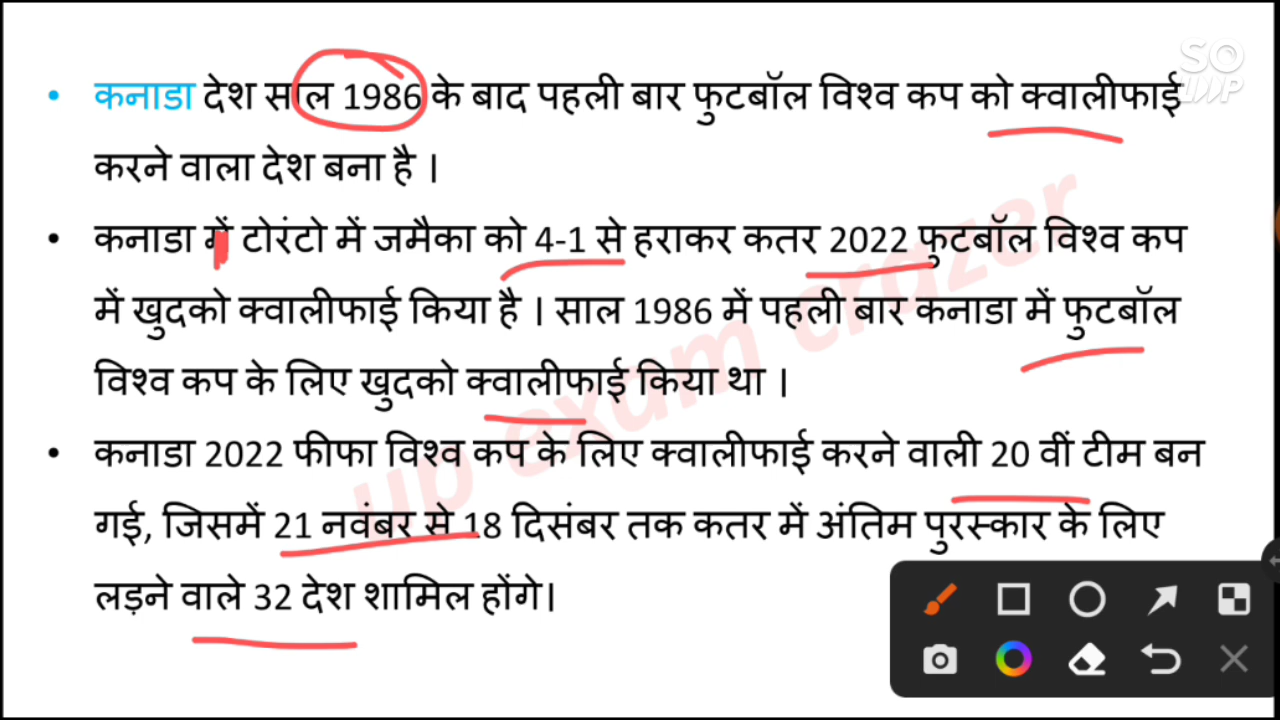 • कनाडा देश साल 1986 के बाद पहली बार फुटबॉल विश्व कप को क्वालीफाई
करने वाला देश बना है ।
• कनाडा में टोरंटो में जमैका को 4-1 से हराकर कतर 2022 फुटबॉल विश्व कप
में खुदको क्वालीफाई किया है । साल 1986 में पहली बार कनाडा में फुटबॉल
विश्व कप के लिए खुदको क्वालीफाई किया था ।
• कनाडा 2022 फीफा विश्व कप के लिए क्वालीफाई करने वाली 20 वीं टीम बन
गई, जिसमें 21 नवंबर से 18 दिसंबर तक कतर में अंतिम पुरस्कार के लिए
लड़ने वाले 32 देश शामिल होंगे।
up exam crazer